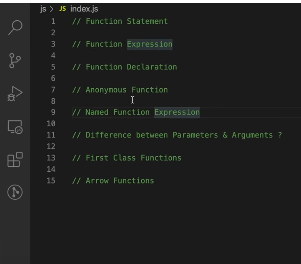 js > JS index.js
1 // Function Statement
2
3 // Function Expression
4
5 // Function Declaration
6
7 // Anonymous Function
8
9 // Named Function Expression
10
11 // Difference between Parameters & Arguments ?
12
13 // First Class Functions
14
15 // Arrow Functions